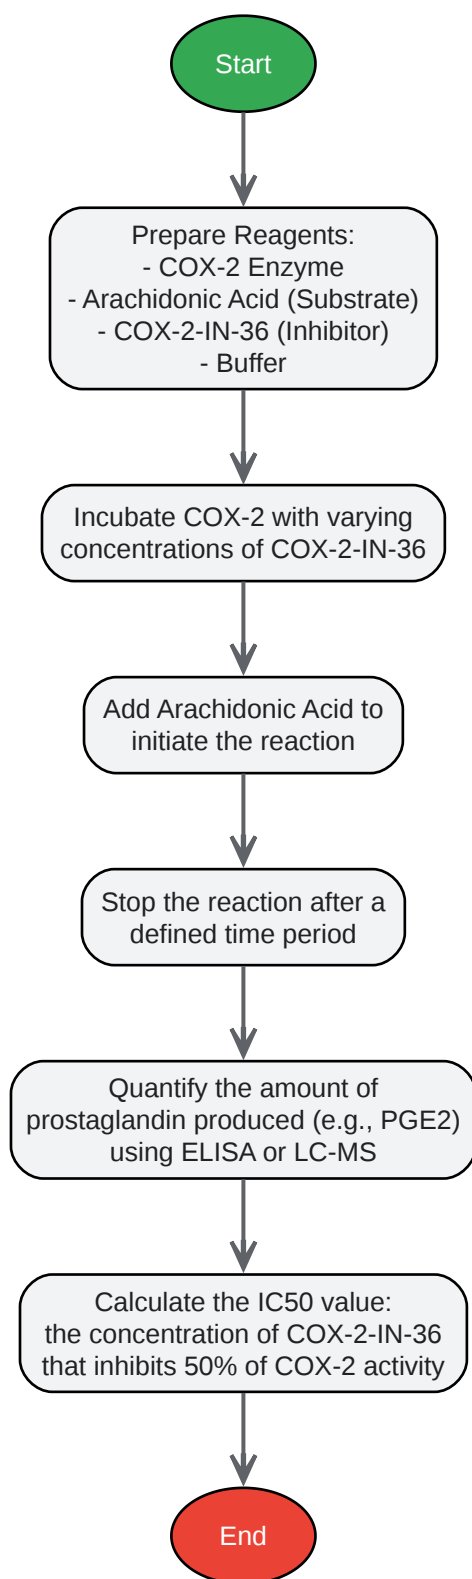 Start
Prepare Reagents:
- COX-2 Enzyme
- Arachidonic Acid (Substrate)
- COX-2-IN-36 (Inhibitor)
- Buffer
Incubate COX-2 with varying
concentrations of COX-2-IN-36
Add Arachidonic Acid to
initiate the reaction
Stop the reaction after a
defined time period
Quantify the amount of
prostaglandin produced (e.g., PGE2)
using ELISA or LC-MS
Calculate the IC50 value:
the concentration of COX-2-IN-36
that inhibits 50% of COX-2 activity
End